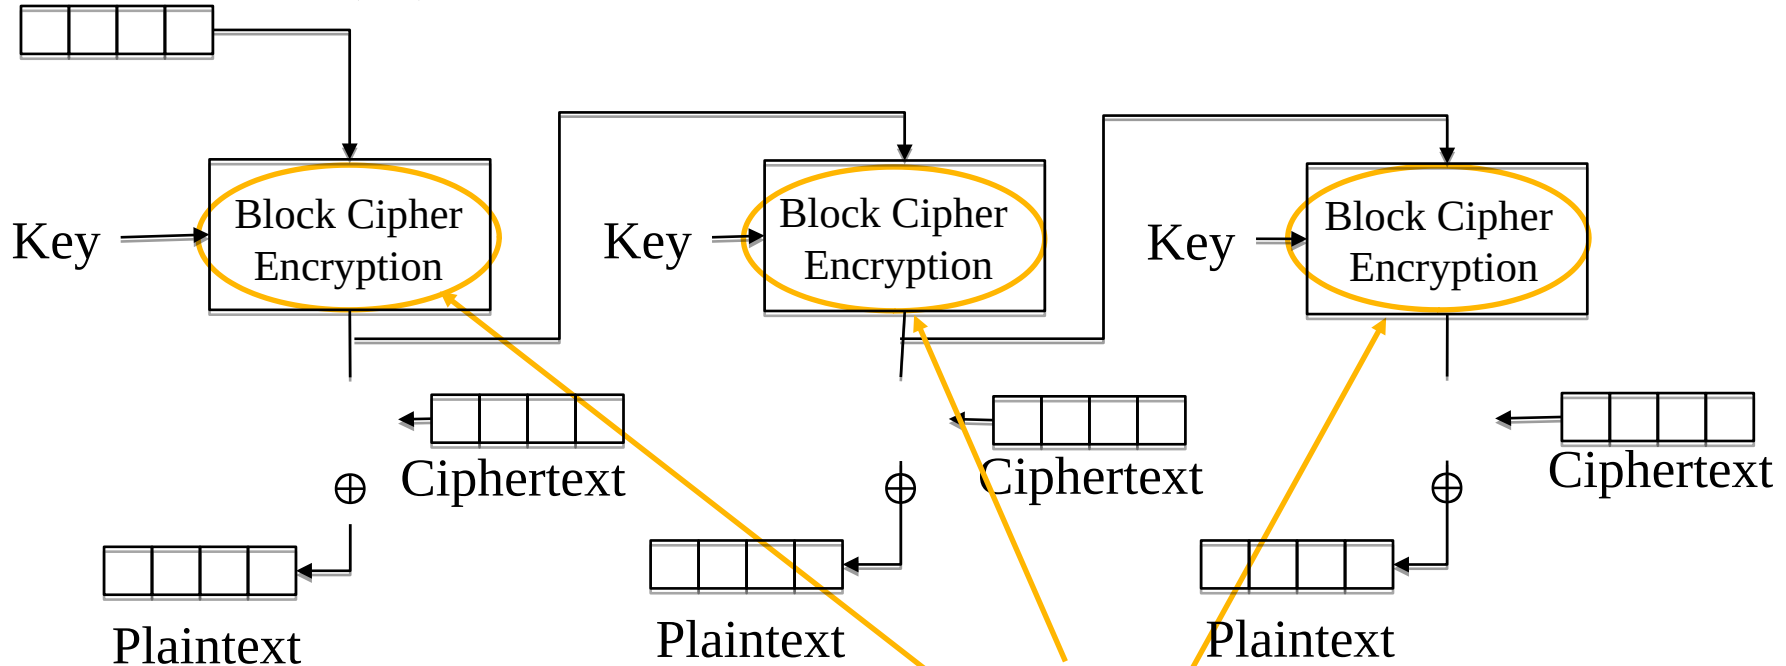 Key
Block Cipher
Encryption
Key
Block Cipher
Encryption
Key
Block Cipher
Encryption
Ciphertext
Ciphertext
Ciphertext
Plaintext
Plaintext
Plaintext